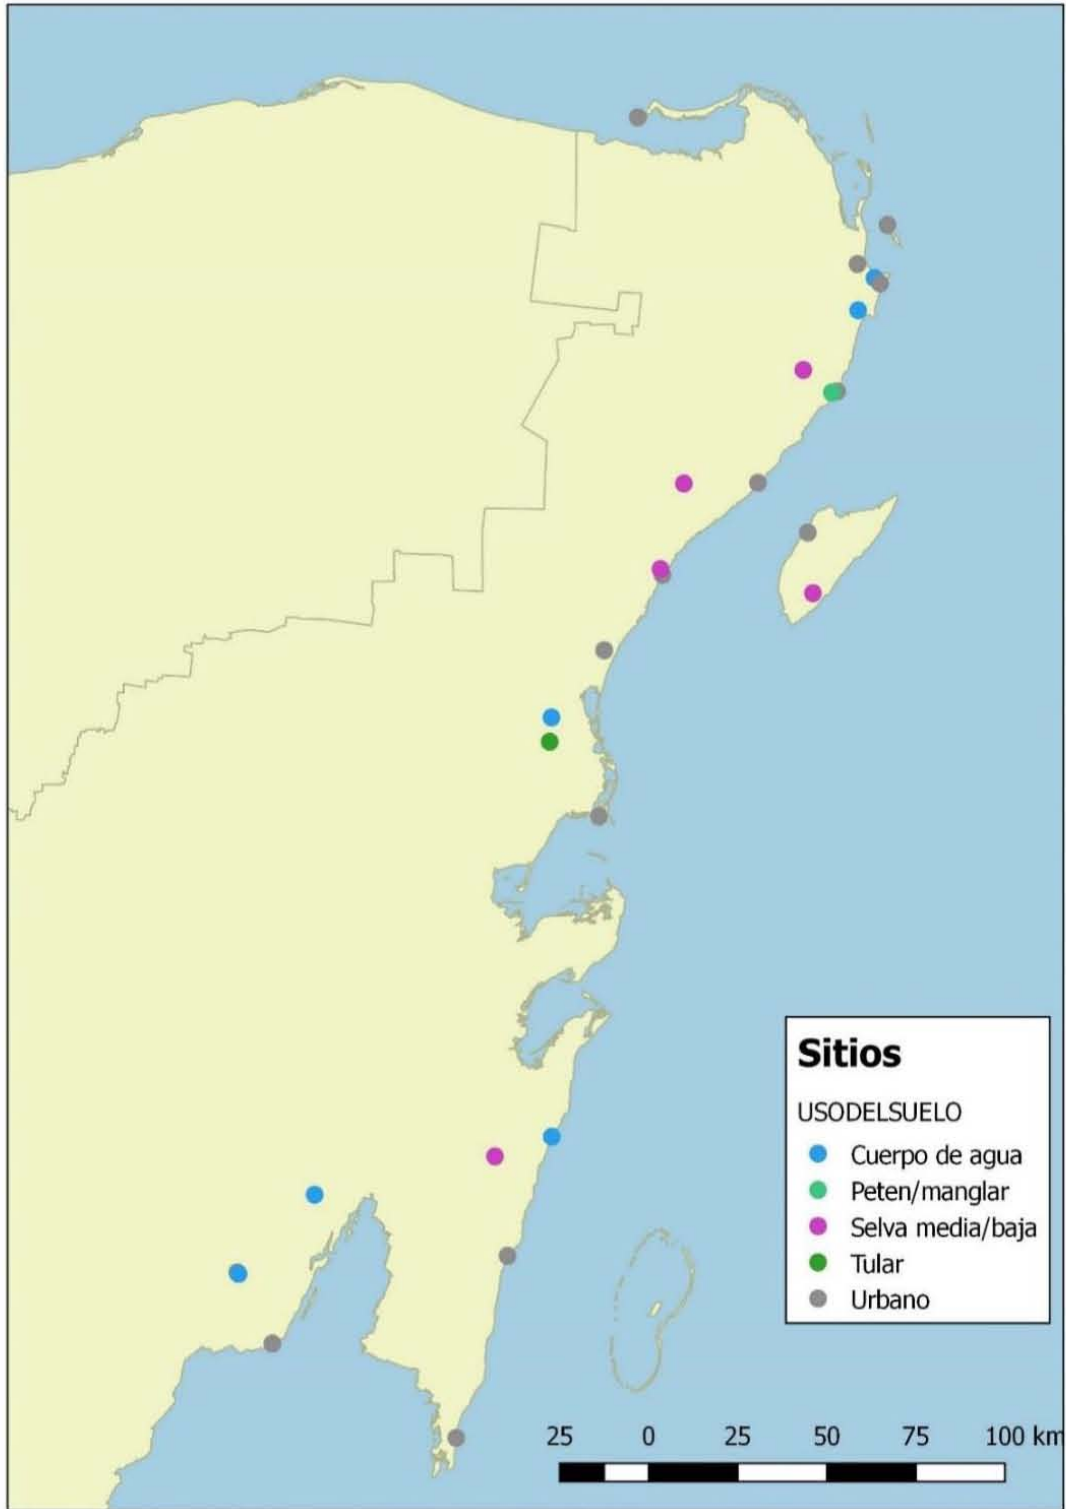 Sitios
USODELSUELO
Cuerpo de agua
Peten/manglar
Selva media/baja
Tular
Urbano
25 0 25 50 75 100 km